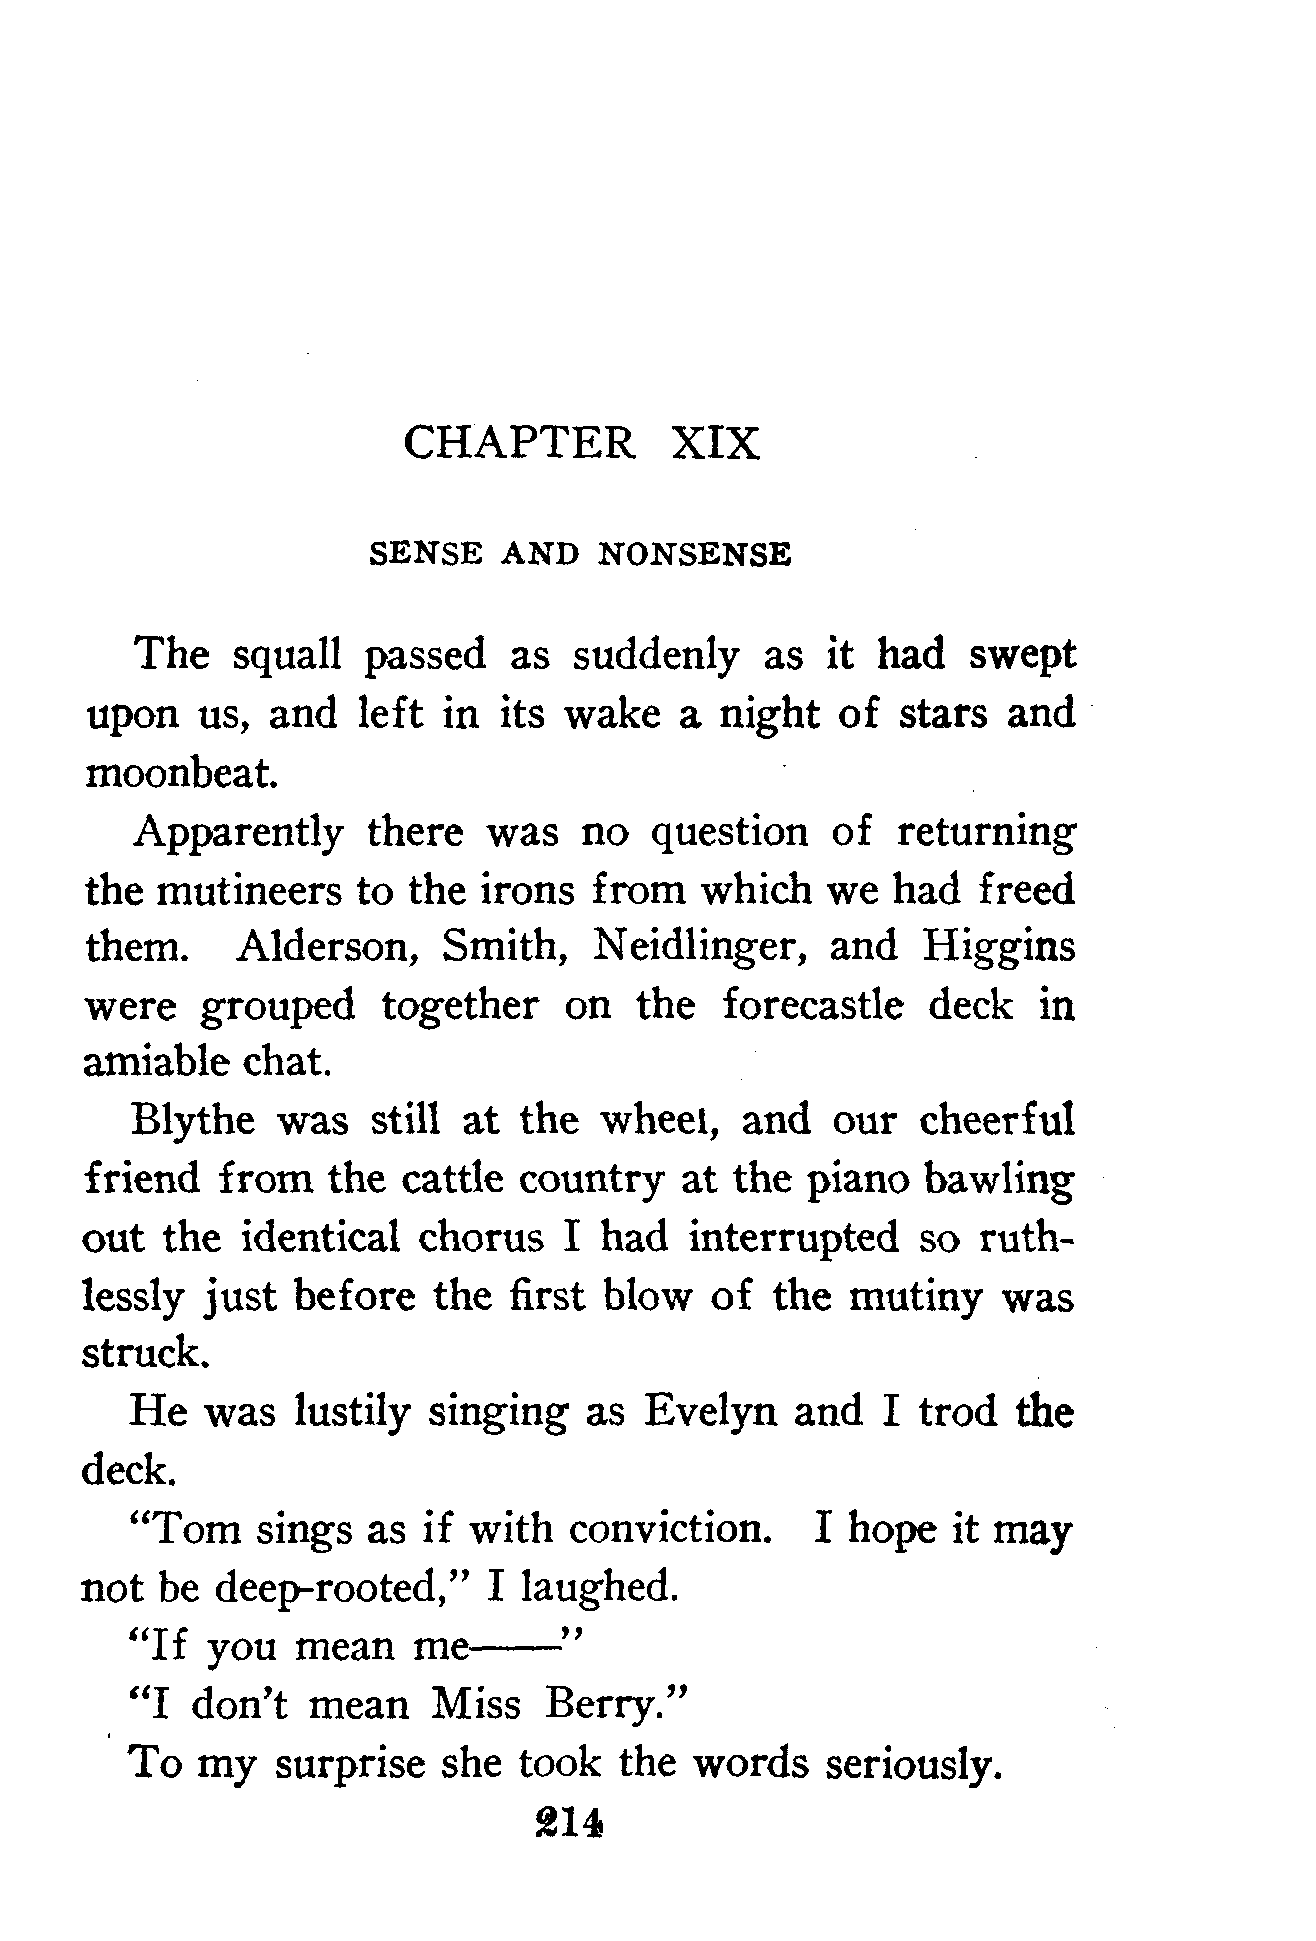 CHAPTER XIX
SENSE AND NONSENSE
The squall passed as suddenly as it had swept
upon us, and left in its wake a night of stars and
moonbeat.
Apparently there was no question of returning
the mutineers to the irons from which we had freed
them. Alderson, Smith, Neidlinger, and Higgins
were grouped together on the forecastle deck in
amiable chat.
Blythe was still at the wheel, and our cheerful
friend from the cattle country at the piano bawling
out the identical chorus I had interrupted so ruth-
lessly just before the first blow of the mutiny was
struck.
He was lustily singing as Evelyn and I trod the
deck.
“Tom sings as if with conviction. I hope it may
not be deep-rooted,” I laughed.
“If you mean me——”
“I don't mean Miss Berry.”
To my surprise she took the words seriously.
214